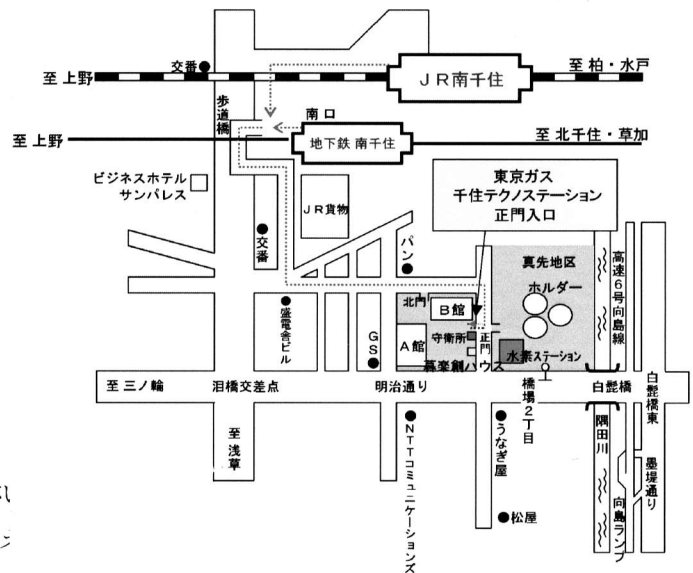 交番
JR南千住
至 柏・水戸
至 上野
歩道橋
南口
至 上野
地下鉄 南千住
至 北千住・草加
ビジネスホテル
サンパレス
JR貨物
東京ガス
千住テクノステーション
正門入口
交番
パン
真先地区
ホルダー
高速6号向島線
北門
B館
盛電舎ビル
GS
A館
守衛所
正門
水素ステーション
暮楽創ハウス
至 三ノ輪
泪橋交差点
明治通り
橋場2丁目
白髭橋
白髭橋東
至 浅草
NTTコミュニケーションズ
うなぎ屋
隅田川
墨堤通り
向島ランプ
松屋